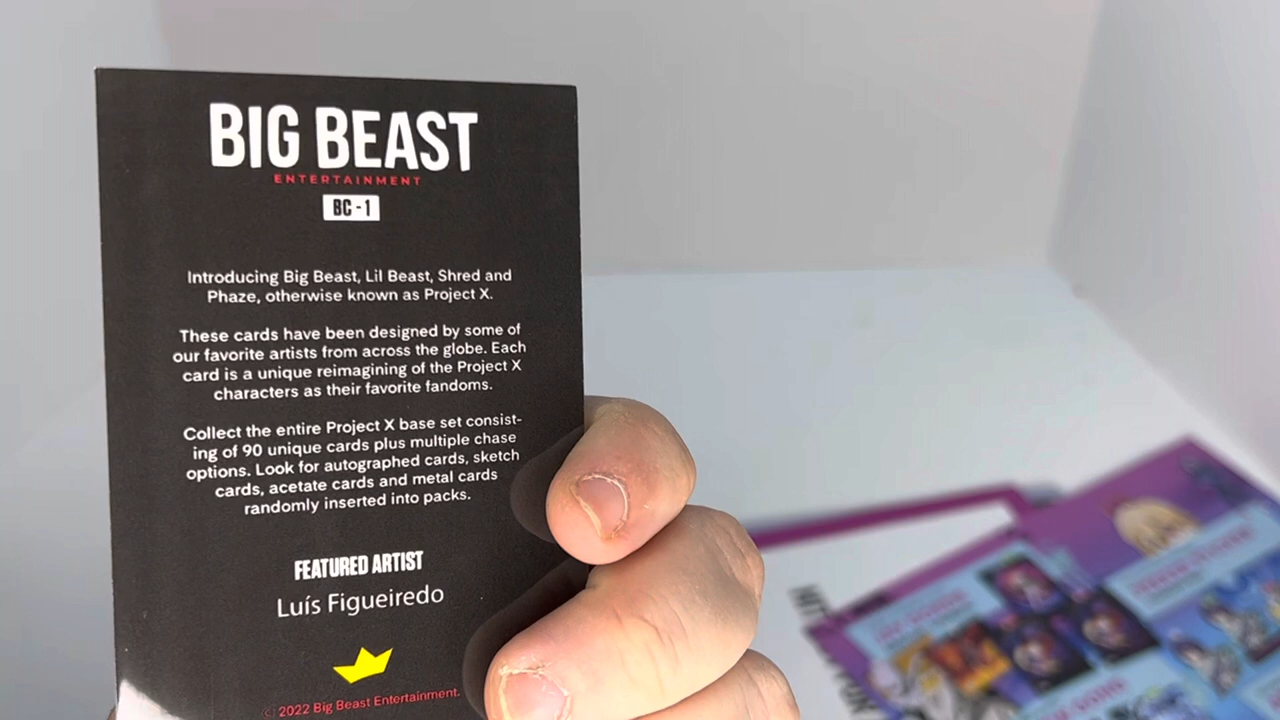 BIG BEAST
ENTERTAINMENT
BC - 1
Introducing Big Beast, Lil Beast, Shred and
Phaze, otherwise known as Project X.
These cards have been designed by some of
our favorite artists from across the globe. Each
card is a unique reimagining of the Project X
characters as their favorite fandoms.
Collect the entire Project X base set consist-
ing of 90 unique cards plus multiple chase
options. Look for autographed cards, sketch
cards, acetate cards and metal cards
randomly inserted into packs.
FEATURED ARTIST
Luís Figueiredo
© 2022 Big Beast Entertainment.